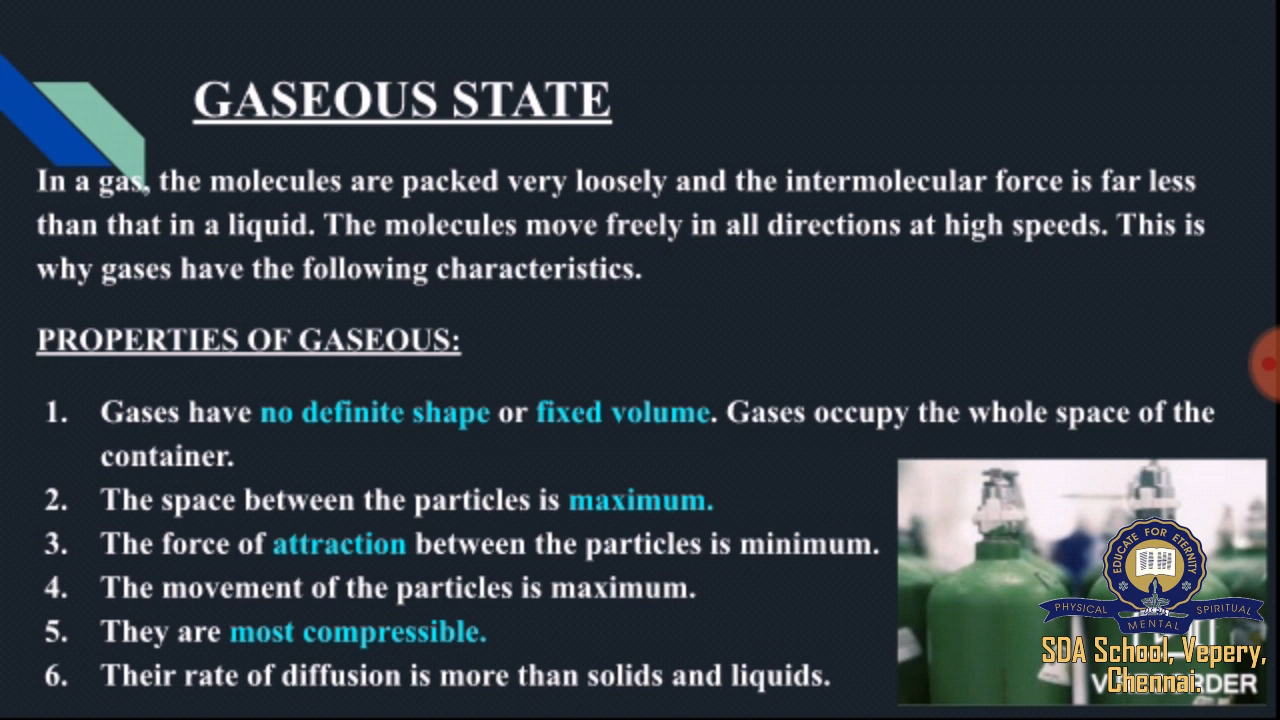 GASEOUS STATE
In a gas, the molecules are packed very loosely and the intermolecular force is far less
than that in a liquid. The molecules move freely in all directions at high speeds. This is
why gases have the following characteristics.
PROPERTIES OF GASEOUS:
1. Gases have no definite shape or fixed volume. Gases occupy the whole space of the
container.
2. The space between the particles is maximum.
3. The force of attraction between the particles is minimum.
4. The movement of the particles is maximum.
5. They are most compressible.
6. Their rate of diffusion is more than solids and liquids.
EDUCATE FOR ETERNITY
PHYSICAL MENTAL SPIRITUAL
SDA School, Vepery,
Chennai.